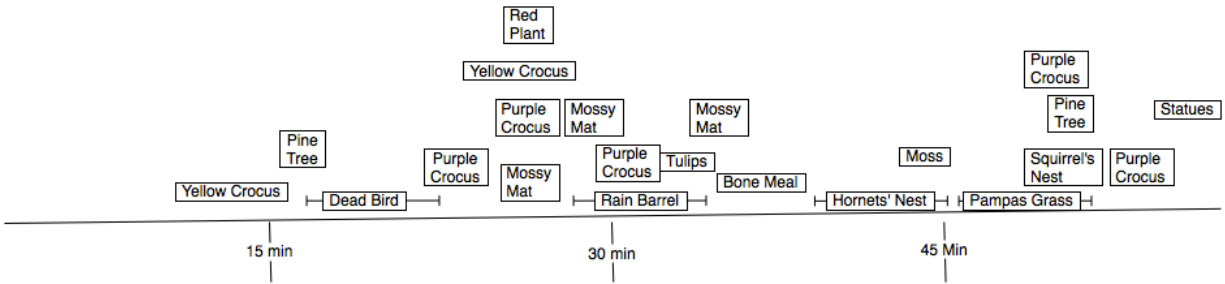 Red
Plant
Yellow Crocus
Purple
Crocus
Purple
Crocus
Mossy
Mat
Mossy
Mat
Pine
Tree
Statues
Pine
Tree
Purple
Crocus
Purple
Crocus
Tulips
Moss
Squirrel's
Nest
Purple
Crocus
Mossy
Mat
Bone Meal
Yellow Crocus
Dead Bird
Rain Barrel
Hornets' Nest
Pampas Grass
15 min
30 min
45 Min